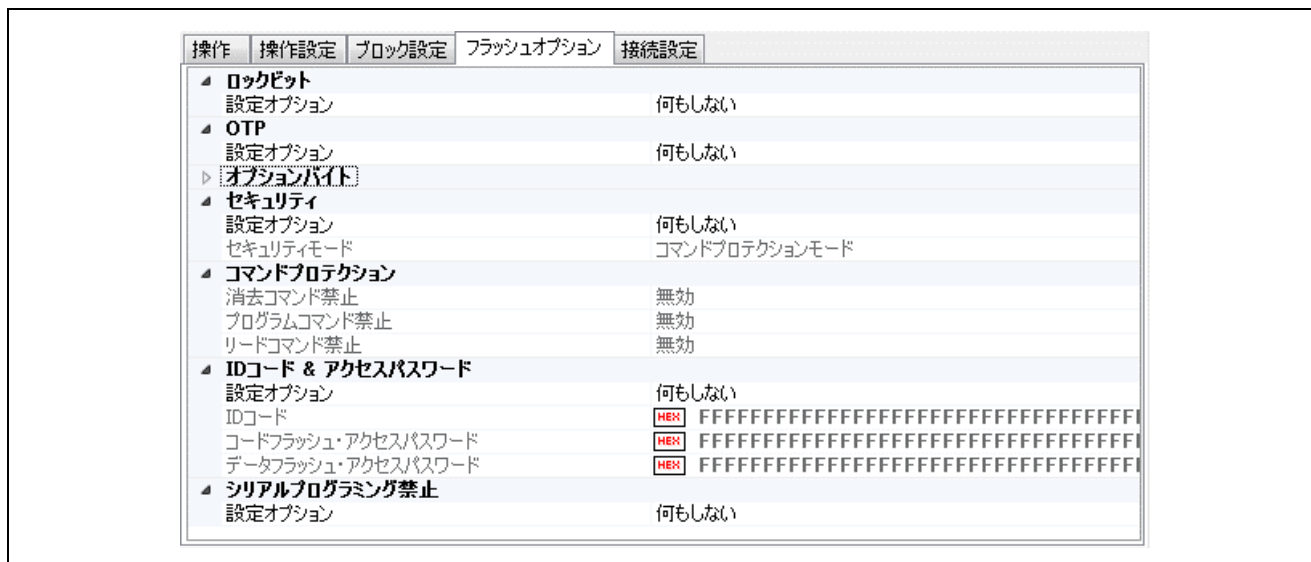 操作 操作設定 ブロック設定 フラッシュオプション 接続設定
ロックビット
設定オプション 何もしない
OTP
設定オプション 何もしない
オプションバイト
セキュリティ
設定オプション 何もしない
セキュリティモード コマンドプロテクションモード
コマンドプロテクション
消去コマンド禁止 無効
プログラムコマンド禁止 無効
リードコマンド禁止 無効
IDコード & アクセスパスワード
設定オプション 何もしない
IDコード HEX FFFFFFFFFFFFFFFFFFFFFFFFFFFFFFFFF
コードフラッシュ・アクセスパスワード HEX FFFFFFFFFFFFFFFFFFFFFFFFFFFFFFFFF
データフラッシュ・アクセスパスワード HEX FFFFFFFFFFFFFFFFFFFFFFFFFFFFFFFFF
シリアルプログラミング禁止
設定オプション 何もしない